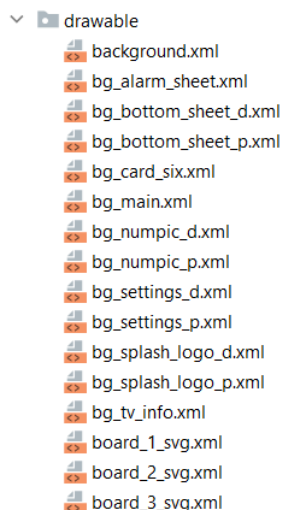 drawable
background.xml
bg_alarm_sheet.xml
bg_bottom_sheet_d.xml
bg_bottom_sheet_p.xml
bg_card_six.xml
bg_main.xml
bg_numpic_d.xml
bg_numpic_p.xml
bg_settings_d.xml
bg_settings_p.xml
bg_splash_logo_d.xml
bg_splash_logo_p.xml
bg_tv_info.xml
board_1_svg.xml
board_2_svg.xml
board_3_svg.xml